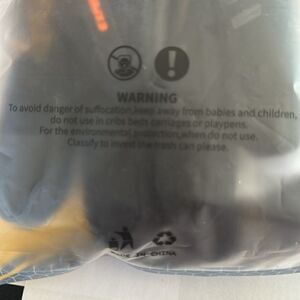 WARNING
To avoid danger of suffocation,keep away from babies and children,
do not use in cribs beds carriages or playpens.
For the environmental protection,when do not use.
Classify to invest the trash can please.
MADE IN CHINA